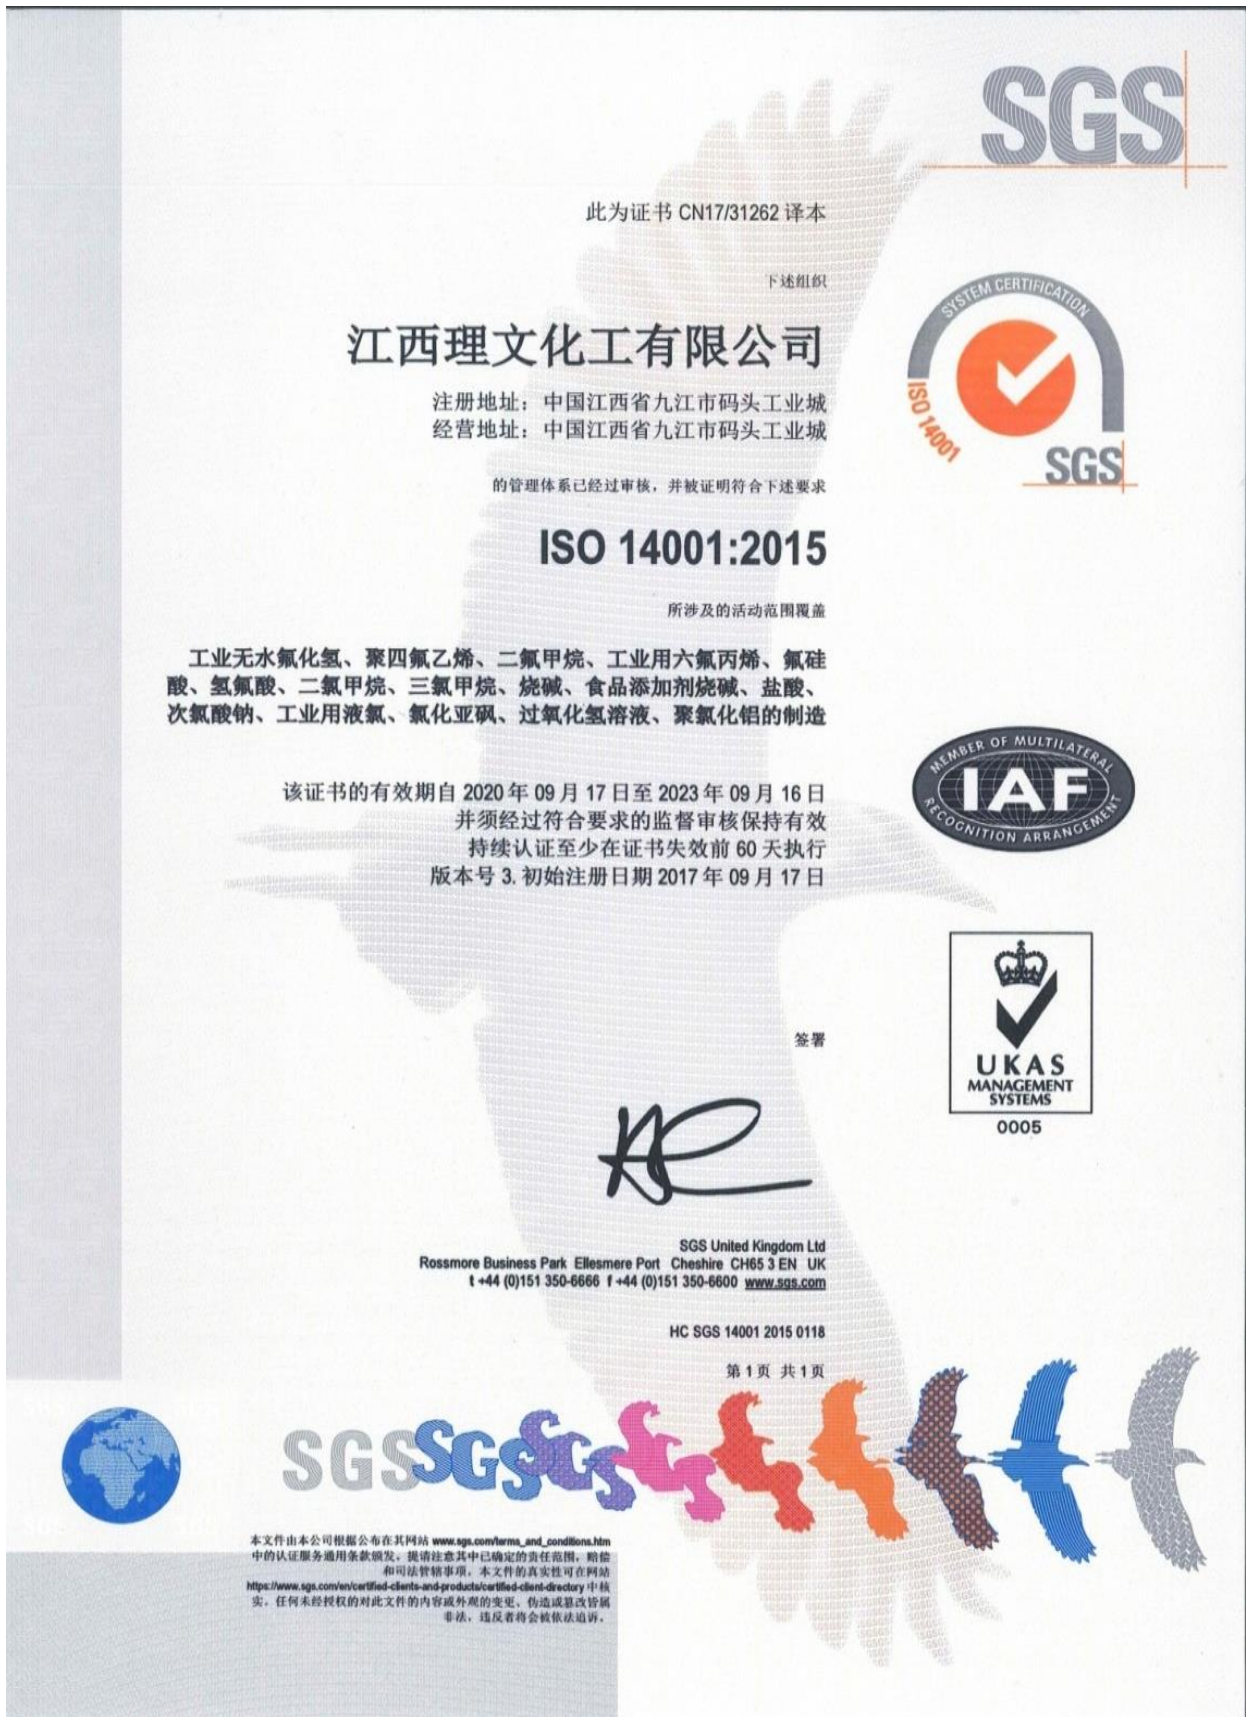 SGS
此为证书 CN17/31262 译本
下述组织
江西理文化工有限公司
注册地址：中国江西省九江市码头工业城
经营地址：中国江西省九江市码头工业城
的管理体系已经过审核，并被证明符合下述要求
ISO 14001:2015
所涉及的活动范围覆盖
工业无水氟化氢、聚四氟乙烯、二氟甲烷、工业用六氟丙烯、氟硅
酸、氢氟酸、二氯甲烷、三氯甲烷、烧碱、食品添加剂烧碱、盐酸、
次氯酸钠、工业用液氯、氯化亚砜、过氧化氢溶液、聚氯化铝的制造
该证书的有效期自 2020 年 09 月 17 日至 2023 年 09 月 16 日
并须经过符合要求的监督审核保持有效
持续认证至少在证书失效前 60 天执行
版本号 3. 初始注册日期 2017 年 09 月 17 日
签署
SGS United Kingdom Ltd
Rossmore Business Park Ellesmere Port Cheshire CH65 3 EN UK
t +44 (0)151 350-6666 f +44 (0)151 350-6600 www.sgs.com
HC SGS 14001 2015 0118
第 1 页 共 1 页
SYSTEM CERTIFICATION
ISO 14001
SGS
MEMBER OF MULTILATERAL
IAF
RECOGNITION ARRANGEMENT
UKAS
MANAGEMENT
SYSTEMS
0005
SGS SGS SGS
本文件由本公司根据公布在其网站 www.sgs.com/terms_and_conditions.htm
中的认证服务通用条款颁发，提请注意其中已确定的责任范围，赔偿
和司法管辖事项。本文件的真实性可在网站
https://www.sgs.com/en/certified-clients-and-products/certified-client-directory 中核
实。任何未经授权的对此文件的内容或外观的变更、伪造或篡改皆属
非法，违反者将会被依法追诉。